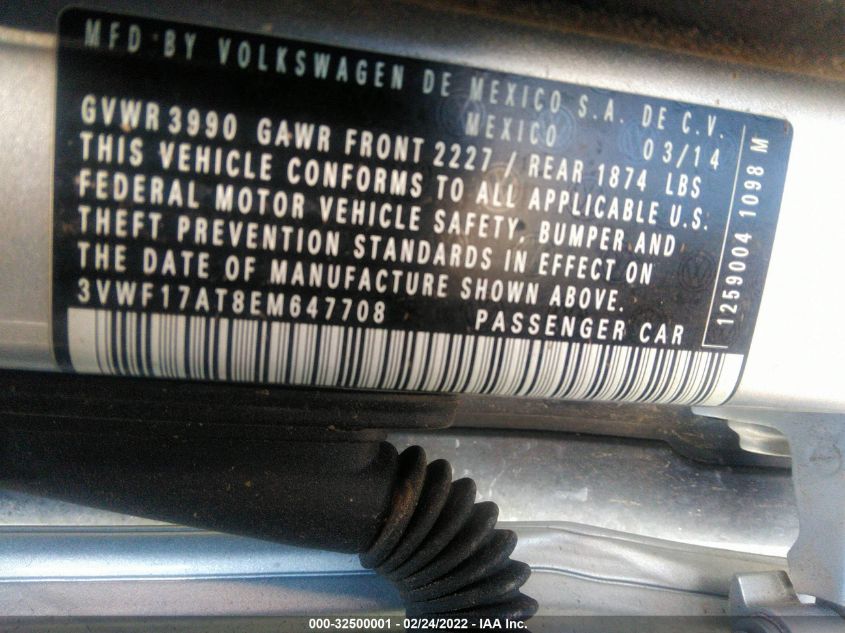 MFD BY VOLKSWAGEN DE MEXICO S.A. DE C.V.
MEXICO 03/14
GVWR 3990 GAWR FRONT 2227 / REAR 1874 LBS
THIS VEHICLE CONFORMS TO ALL APPLICABLE U.S.
FEDERAL MOTOR VEHICLE SAFETY, BUMPER AND
THEFT PREVENTION STANDARDS IN EFFECT ON
THE DATE OF MANUFACTURE SHOWN ABOVE.
3VWF17AT8EM647708 PASSENGER CAR
1259004 1098 M
000-32500001 - 02/24/2022 - IAA Inc.